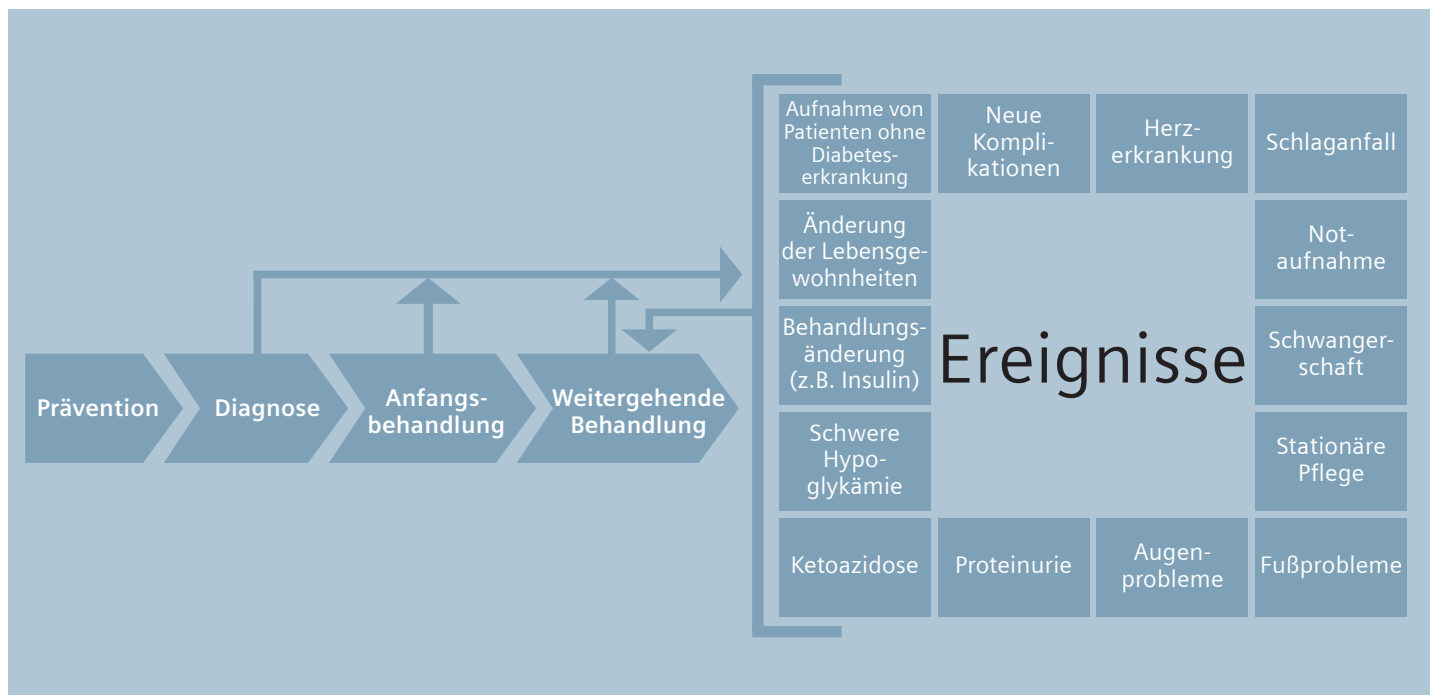 Prävention
Diagnose
Anfangs-
behandlung
Weitergehende
Behandlung
Aufnahme von
Patienten ohne
Diabetes-
erkrankung
Neue
Kompli-
kationen
Herz-
erkrankung
Schlaganfall
Änderung
der Lebensge-
wohnheiten
Not-
aufnahme
Behandlungs-
änderung
(z.B. Insulin)
Ereignisse
Schwanger-
schaft
Schwere
Hypo-
glykämie
Stationäre
Pflege
Ketoazidose
Proteinurie
Augen-
probleme
Fußprobleme